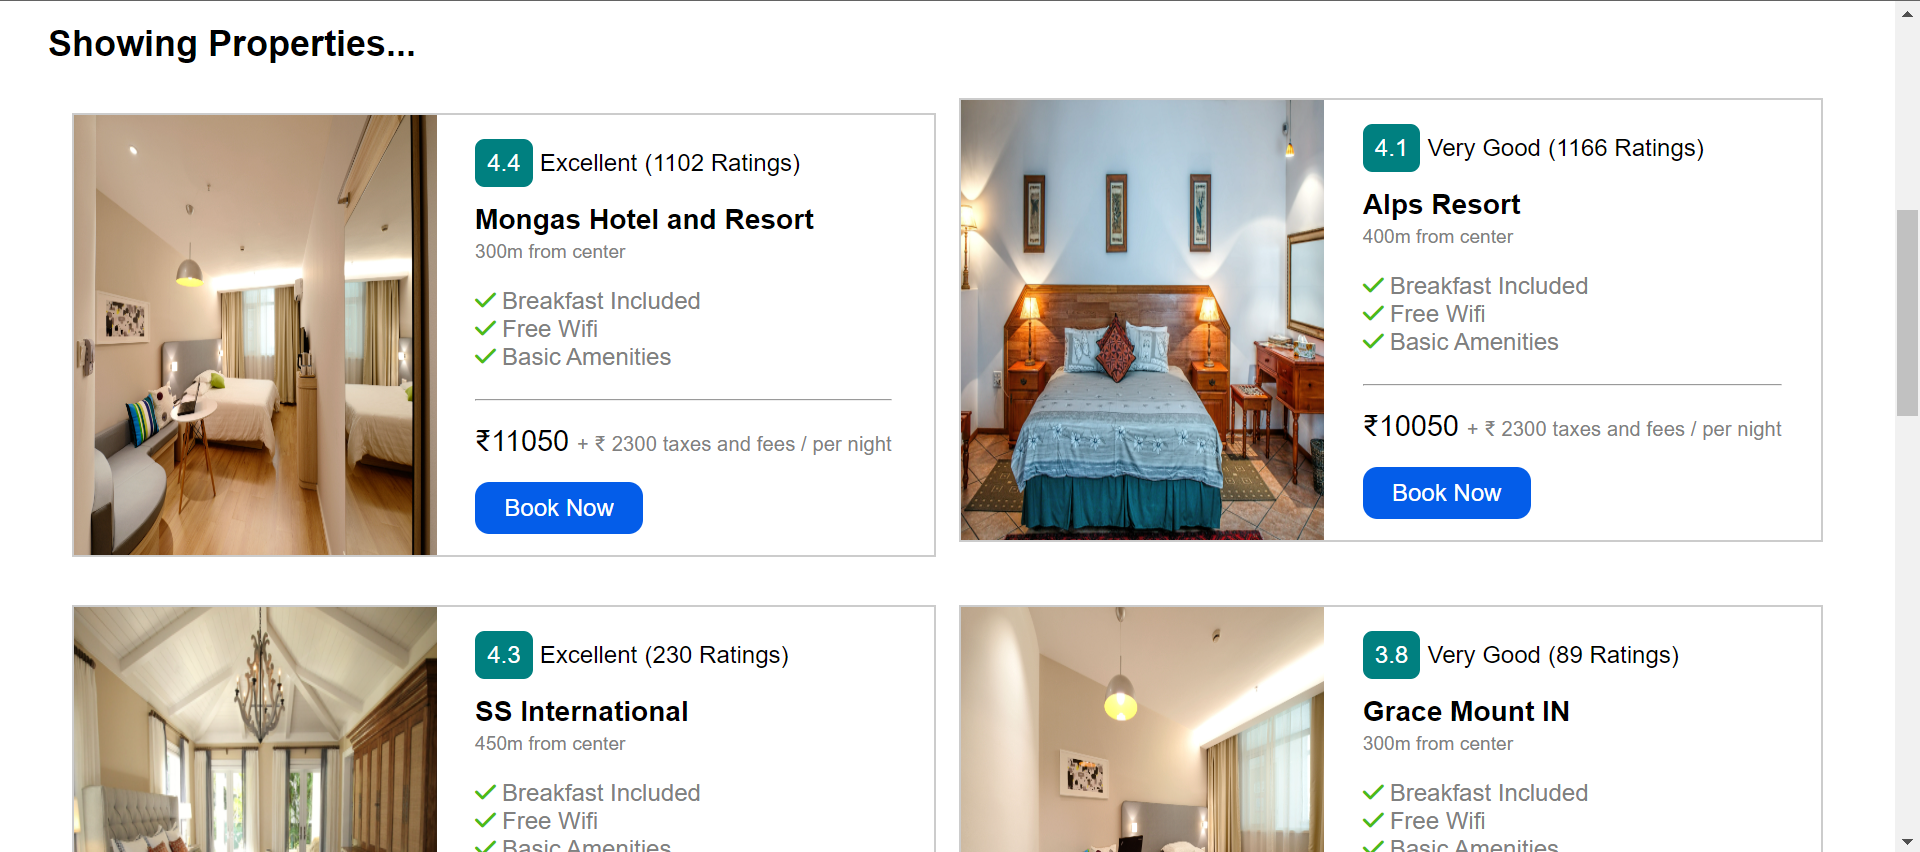 Showing Properties...
4.4 Excellent (1102 Ratings)
Mongas Hotel and Resort
300m from center
Breakfast Included
Free Wifi
Basic Amenities
₹11050 + ₹ 2300 taxes and fees / per night
Book Now
4.1 Very Good (1166 Ratings)
Alps Resort
400m from center
Breakfast Included
Free Wifi
Basic Amenities
₹10050 + ₹ 2300 taxes and fees / per night
Book Now
4.3 Excellent (230 Ratings)
SS International
450m from center
Breakfast Included
Free Wifi
Basic Amenities
3.8 Very Good (89 Ratings)
Grace Mount IN
300m from center
Breakfast Included
Free Wifi
Basic Amenities